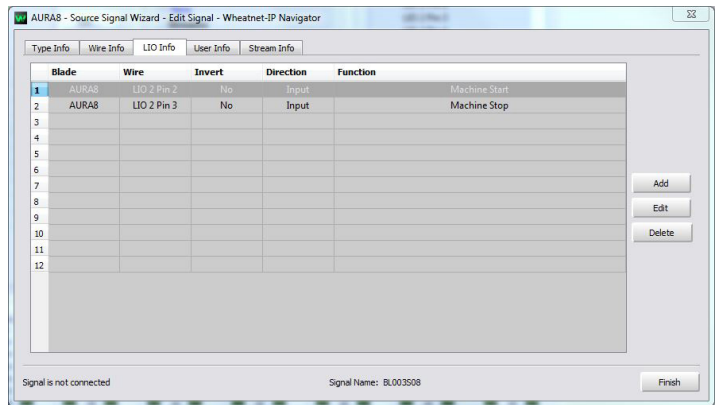 AURA8 - Source Signal Wizard - Edit Signal - Wheatnet-IP Navigator
Type Info Wire Info LIO Info User Info Stream Info
Blade Wire Invert Direction Function
1 AURA8 LIO 2 Pin 2 No Input Machine Start
2 AURA8 LIO 2 Pin 3 No Input Machine Stop
3
4
5
6
7
Add
8
Edit
9
10
Delete
11
12
Signal is not connected Signal Name: BL003S08 Finish